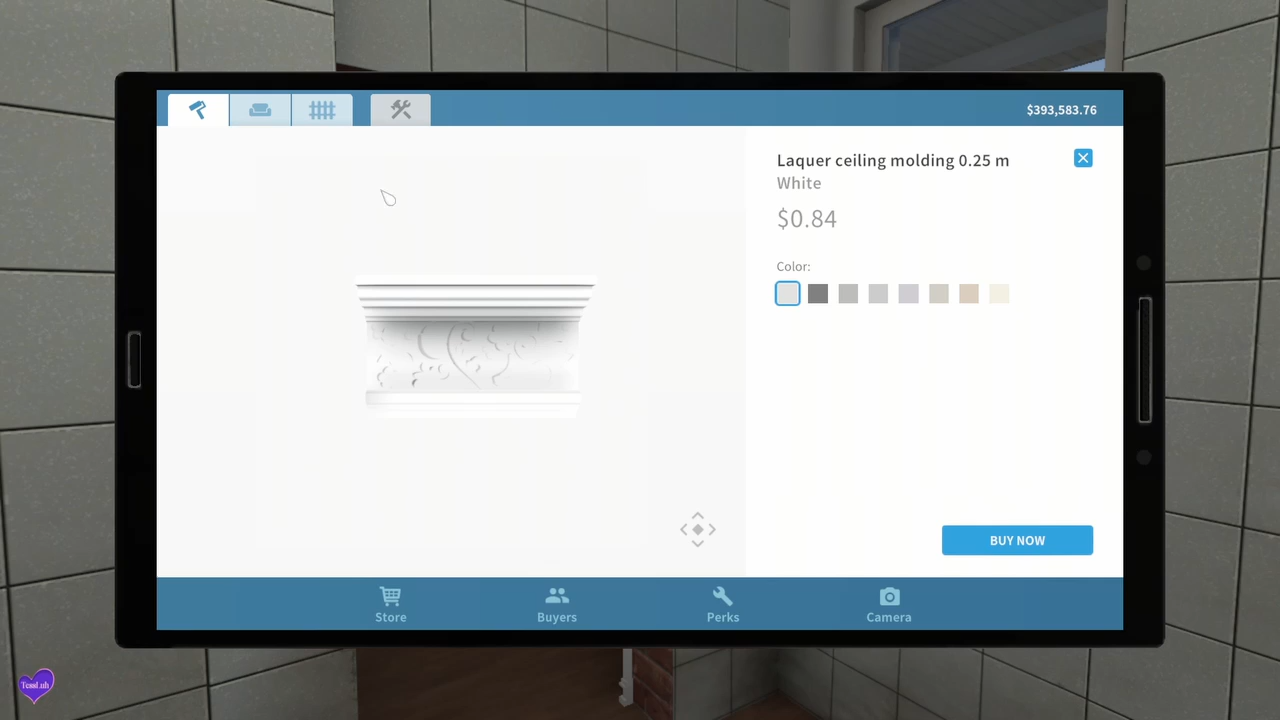 $393,583.76
Laquer ceiling molding 0.25 m
White
$0.84
Color:
BUY NOW
Store
Buyers
Perks
Camera